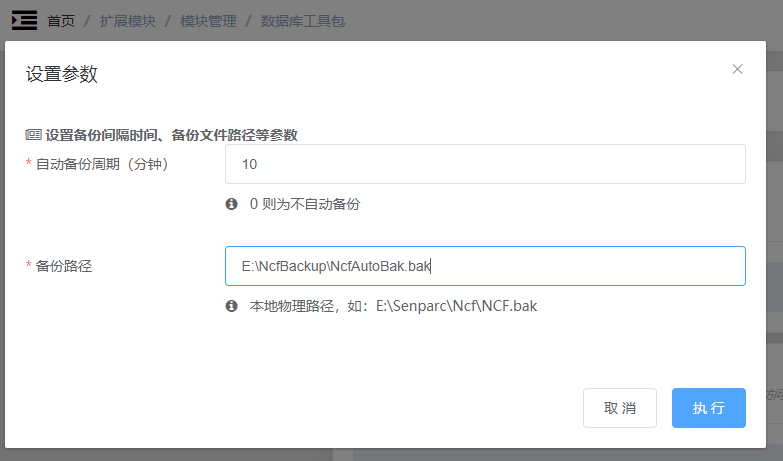 首页 / 扩展模块 / 模块管理 / 数据库工具包
设置参数
设置备份间隔时间、备份文件路径等参数
* 自动备份周期（分钟）
10
0 则为不自动备份
* 备份路径
E:\NcfBackup\NcfAutoBak.bak
本地物理路径，如：E:\Senparc\Ncf\NCF.bak
取 消
执 行
访问